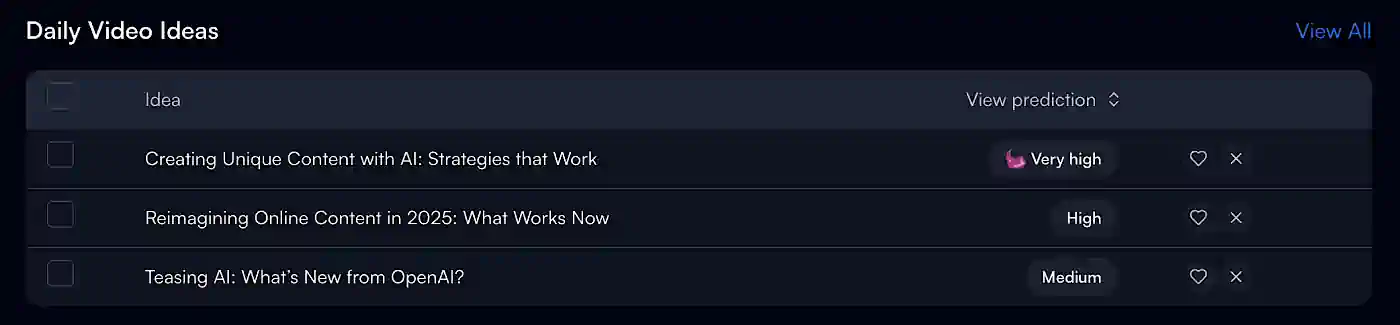 Daily Video Ideas
View All
Idea
View prediction
Creating Unique Content with AI: Strategies that Work
Very high
Reimagining Online Content in 2025: What Works Now
High
Teasing AI: What’s New from OpenAI?
Medium